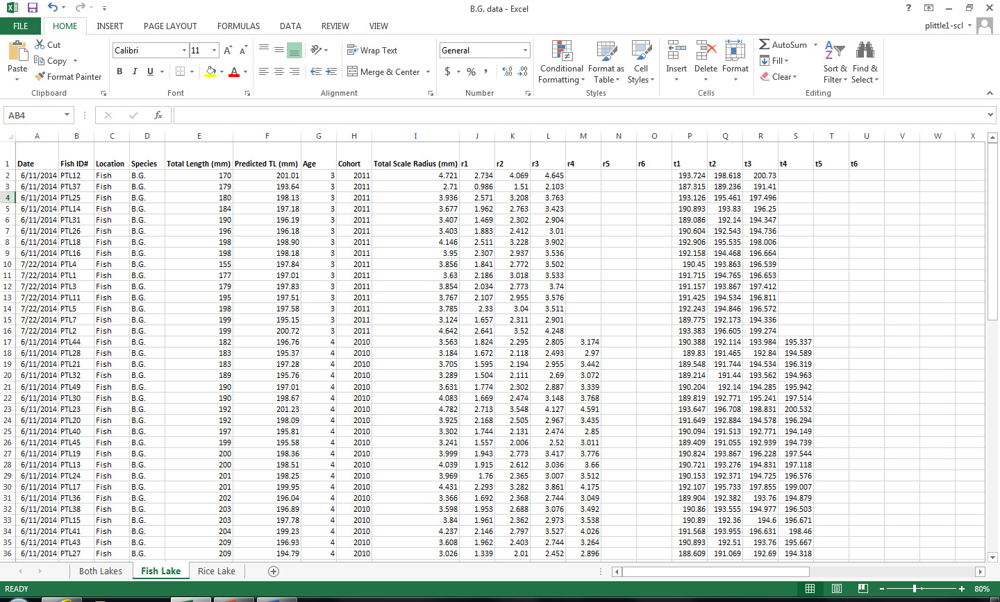 B.G. data - Excel
FILE HOME INSERT PAGE LAYOUT FORMULAS DATA REVIEW VIEW plittle1-scl
Paste Cut Copy Format Painter
Calibri 11
B I U
Wrap Text
Merge & Center
General
$ % ,
Conditional Formatting Format as Table Cell Styles
Insert Delete Format
AutoSum Fill Clear Sort & Filter Find & Select
Clipboard Font Alignment Number Styles Cells Editing
AB4 fx
A B C D E F G H I J K L M N O P Q R S T U V W X
1 Date Fish ID# Location Species Total Length (mm) Predicted TL (mm) Age Cohort Total Scale Radius (mm) r1 r2 r3 r4 r5 r6 t1 t2 t3 t4 t5 t6
2 6/11/2014 PTL12 Fish B.G. 170 201.01 3 2011 4.721 2.734 4.069 4.645 193.724 198.618 200.73
3 6/11/2014 PTL37 Fish B.G. 179 193.64 3 2011 2.71 0.986 1.51 2.103 187.315 189.236 191.41
4 6/11/2014 PTL25 Fish B.G. 180 198.13 3 2011 3.936 2.571 3.208 3.763 193.126 195.461 197.496
5 6/11/2014 PTL14 Fish B.G. 184 197.18 3 2011 3.677 1.962 2.763 3.423 190.893 193.83 196.25
6 6/11/2014 PTL31 Fish B.G. 190 196.19 3 2011 3.407 1.469 2.302 2.904 189.086 192.14 194.347
7 6/11/2014 PTL26 Fish B.G. 196 196.18 3 2011 3.403 1.883 2.412 3.01 190.604 192.543 194.736
8 6/11/2014 PTL18 Fish B.G. 198 198.90 3 2011 4.146 2.511 3.228 3.902 192.906 195.535 198.006
9 6/11/2014 PTL16 Fish B.G. 198 198.18 3 2011 3.95 2.307 2.937 3.536 192.158 194.468 196.664
10 7/22/2014 PTL4 Fish B.G. 155 197.84 3 2011 3.856 1.841 2.772 3.502 190.45 193.863 196.539
11 7/22/2014 PTL1 Fish B.G. 177 197.01 3 2011 3.63 2.186 3.018 3.533 191.715 194.765 196.653
12 7/22/2014 PTL3 Fish B.G. 179 197.83 3 2011 3.854 2.034 2.773 3.74 191.157 193.867 197.412
13 7/22/2014 PTL11 Fish B.G. 195 197.51 3 2011 3.767 2.107 2.955 3.576 191.425 194.534 196.811
14 7/22/2014 PTL5 Fish B.G. 198 197.58 3 2011 3.785 2.33 3.04 3.511 192.243 194.846 196.572
15 7/22/2014 PTL7 Fish B.G. 199 195.15 3 2011 3.124 1.657 2.311 2.901 189.775 192.173 194.336
16 7/22/2014 PTL2 Fish B.G. 199 200.72 3 2011 4.642 2.641 3.52 4.248 193.383 196.605 199.274
17 6/11/2014 PTL44 Fish B.G. 182 196.76 4 2010 3.563 1.824 2.295 2.805 3.174 190.388 192.114 193.984 195.337
18 6/11/2014 PTL28 Fish B.G. 183 195.37 4 2010 3.184 1.672 2.118 2.493 2.97 189.83 191.465 192.84 194.589
19 6/11/2014 PTL21 Fish B.G. 183 197.28 4 2010 3.705 1.595 2.194 2.955 3.442 189.548 191.744 194.534 196.319
20 6/11/2014 PTL32 Fish B.G. 189 195.76 4 2010 3.289 1.504 2.111 2.69 3.072 189.214 191.44 193.562 194.963
21 6/11/2014 PTL49 Fish B.G. 190 197.01 4 2010 3.631 1.774 2.302 2.887 3.339 190.204 192.14 194.285 195.942
22 6/11/2014 PTL30 Fish B.G. 190 198.67 4 2010 4.083 1.669 2.474 3.148 3.768 189.819 192.771 195.241 197.514
23 6/11/2014 PTL23 Fish B.G. 192 201.23 4 2010 4.782 2.713 3.548 4.127 4.591 193.647 196.708 198.831 200.532
24 6/11/2014 PTL20 Fish B.G. 192 198.09 4 2010 3.925 2.168 2.505 2.967 3.435 191.649 192.884 194.578 196.294
25 6/11/2014 PTL40 Fish B.G. 197 195.81 4 2010 3.302 1.744 2.131 2.474 2.85 190.094 191.513 192.771 194.149
26 6/11/2014 PTL45 Fish B.G. 199 195.58 4 2010 3.241 1.557 2.006 2.52 3.011 189.409 191.055 192.939 194.739
27 6/11/2014 PTL19 Fish B.G. 200 198.36 4 2010 3.999 1.943 2.773 3.417 3.776 190.824 193.867 196.228 197.544
28 6/11/2014 PTL13 Fish B.G. 200 198.51 4 2010 4.039 1.915 2.612 3.036 3.66 190.721 193.276 194.831 197.118
29 6/11/2014 PTL24 Fish B.G. 201 198.25 4 2010 3.969 1.76 2.365 3.007 3.512 190.153 192.371 194.725 196.576
30 6/11/2014 PTL17 Fish B.G. 201 199.95 4 2010 4.431 2.293 3.282 3.861 4.175 192.107 195.733 197.855 199.007
31 6/11/2014 PTL36 Fish B.G. 202 196.04 4 2010 3.366 1.692 2.368 2.744 3.049 189.904 192.382 193.76 194.879
32 6/11/2014 PTL38 Fish B.G. 203 196.89 4 2010 3.598 1.953 2.688 3.076 3.492 190.86 193.555 194.977 196.503
33 6/11/2014 PTL15 Fish B.G. 203 197.78 4 2010 3.84 1.961 2.362 2.973 3.538 190.89 192.36 194.6 196.671
34 6/11/2014 PTL41 Fish B.G. 204 199.23 4 2010 4.237 2.146 2.797 3.527 4.026 191.568 193.955 196.631 198.46
35 6/11/2014 PTL43 Fish B.G. 209 196.93 4 2010 3.608 1.962 2.403 2.744 3.264 190.893 192.51 193.76 195.667
36 6/11/2014 PTL27 Fish B.G. 209 194.79 4 2010 3.026 1.339 2.01 2.452 2.896 188.609 191.069 192.69 194.318
Both Lakes Fish Lake Rice Lake
READY 80%